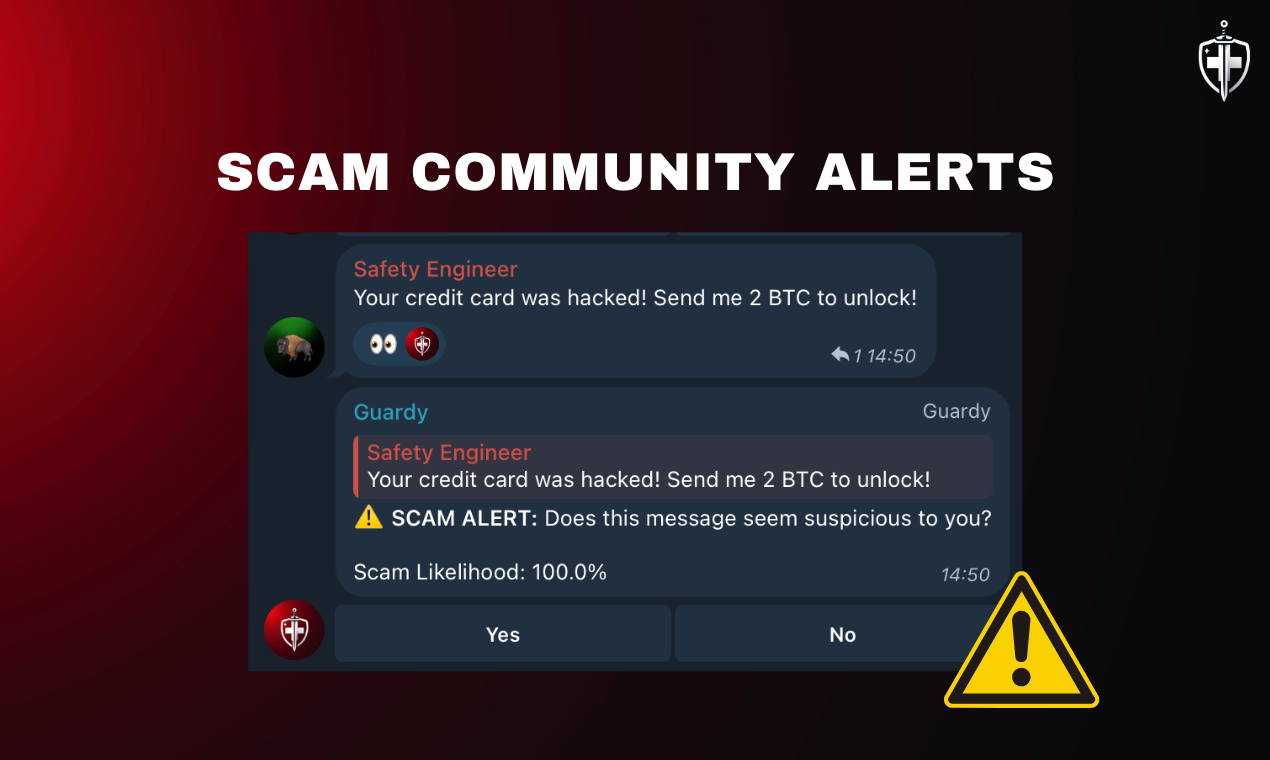 SCAM COMMUNITY ALERTS
Safety Engineer
Your credit card was hacked! Send me 2 BTC to unlock!
👀
1 14:50
Guardy Guardy
Safety Engineer
Your credit card was hacked! Send me 2 BTC to unlock!
⚠️ SCAM ALERT: Does this message seem suspicious to you?
Scam Likelihood: 100.0%
14:50
Yes No